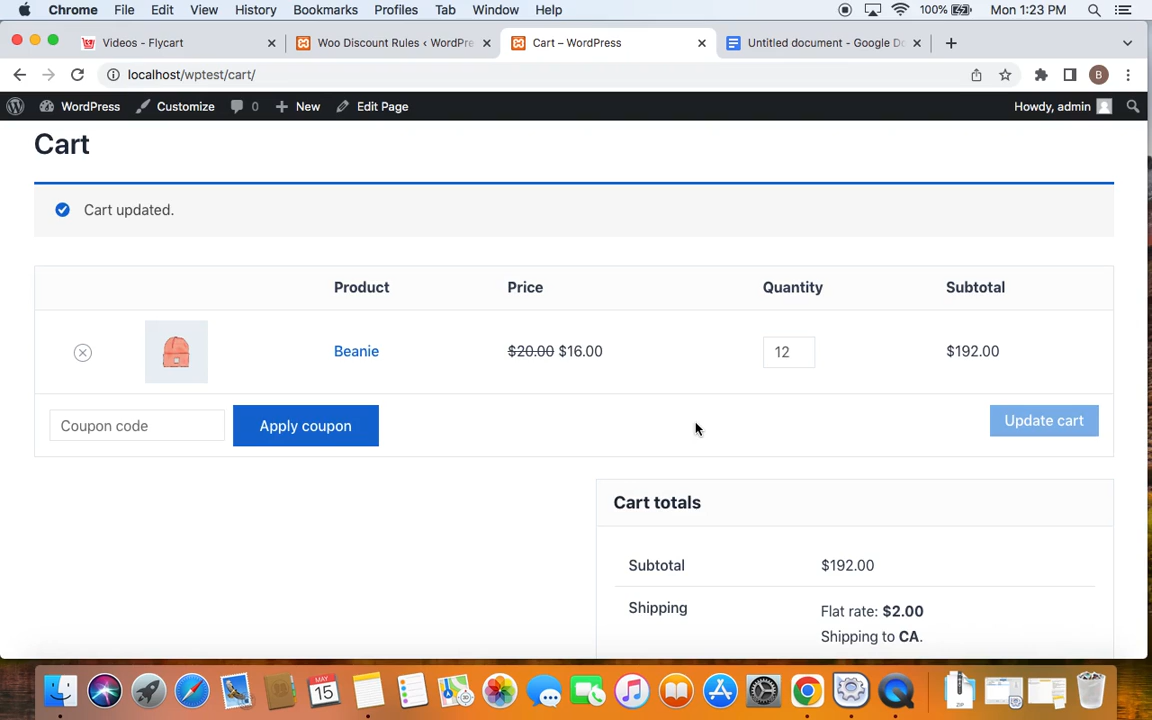 Chrome File Edit View History Bookmarks Profiles Tab Window Help 100% Mon 1:23 PM
Videos - Flycart Woo Discount Rules ‹ WordPre Cart – WordPress Untitled document - Google Do
localhost/wptest/cart/ B
WordPress Customize 0 New Edit Page Howdy, admin
Cart
Cart updated.
Product Price Quantity Subtotal
Beanie $20.00 $16.00 12 $192.00
Coupon code Apply coupon Update cart
Cart totals
Subtotal $192.00
Shipping Flat rate: $2.00
Shipping to CA.
MAY
15
ZIP